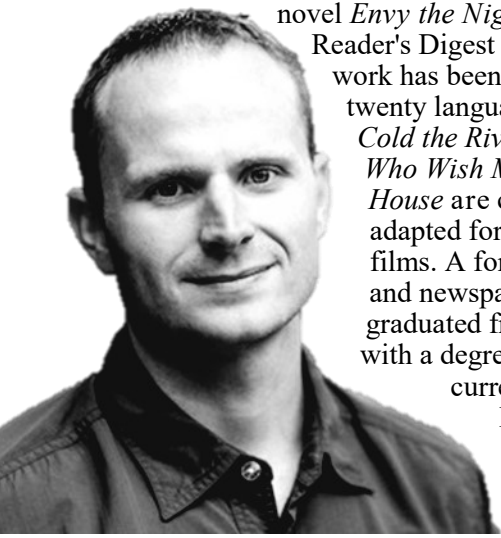 novel Envy the Nig
Reader's Digest
work has been
twenty langua
Cold the Riv
Who Wish M
House are
adapted for
films. A for
and newspa
graduated f
with a degre
curre